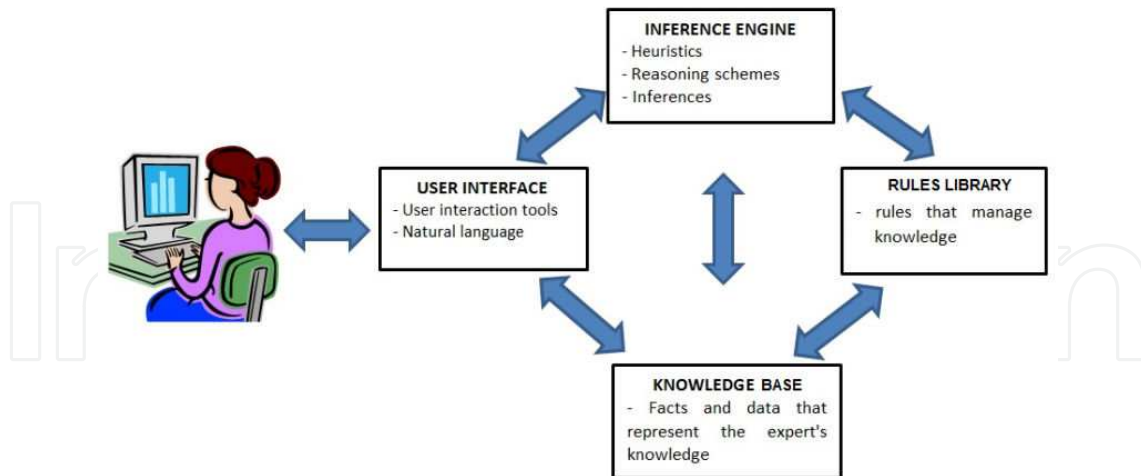 INFERENCE ENGINE
- Heuristics
- Reasoning schemes
- Inferences
USER INTERFACE
- User interaction tools
- Natural language
RULES LIBRARY
- rules that manage
knowledge
KNOWLEDGE BASE
- Facts and data that
represent the expert's
knowledge